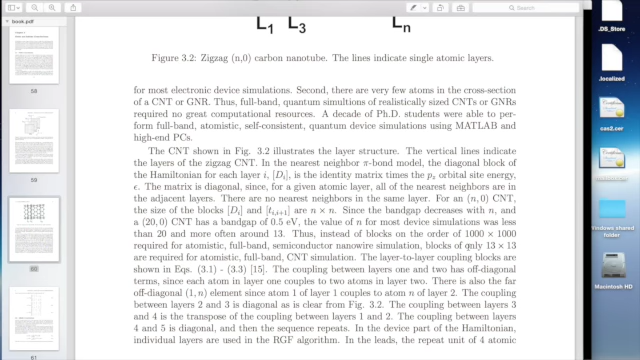 book.pdf
.DS_Store
L1 L3 Ln
Figure 3.2: Zigzag (n,0) carbon nanotube. The lines indicate single atomic layers.
58
.localized
for most electronic device simulations. Second, there are very few atoms in the cross-section
of a CNT or GNR. Thus, full-band, quantum simultions of realistically sized CNTs or GNRs
required no great computational resources. A decade of Ph.D. students were able to per-
form full-band, atomistic, self-consistent, quantum device simulations using MATLAB and
high-end PCs.
cas2.cer
The CNT shown in Fig. 3.2 illustrates the layer structure. The vertical lines indicate
the layers of the zigzag CNT. In the nearest neighbor π-bond model, the diagonal block of
the Hamiltonian for each layer i, [Di] is the identity matrix times the pz orbital site energy,
ϵ. The matrix is diagonal, since, for a given atomic layer, all of the nearest neighbors are
in the adjacent layers. There are no nearest neighbors in the same layer. For an (n,0) CNT,
the size of the blocks [Di] and [ti,i+1] are n × n. Since the bandgap decreases with n, and
a (20,0) CNT has a bandgap of 0.5 eV, the value of n for most device simulations was less
than 20 and more often around 13. Thus, instead of blocks on the order of 1000 × 1000
required for atomistic, full-band, semiconductor nanowire simulation, blocks of only 13 × 13
are required for atomistic, full-band, CNT simulation. The layer-to-layer coupling blocks are
shown in Eqs. (3.1) - (3.3) [15]. The coupling between layers one and two has off-diagonal
terms, since each atom in layer one couples to two atoms in layer two. There is also the far
off-diagonal (1, n) element since atom 1 of layer 1 couples to atom n of layer 2. The coupling
between layers 2 and 3 is diagonal as is clear from Fig. 3.2. The coupling between layers 3
and 4 is the transpose of the coupling between layers 1 and 2. The coupling between layers
4 and 5 is diagonal, and then the sequence repeats. In the device part of the Hamiltonian,
individual layers are used in the RGF algorithm. In the leads, the repeat unit of 4 atomic
59
60
61
Windows shared
folder
Macintosh HD